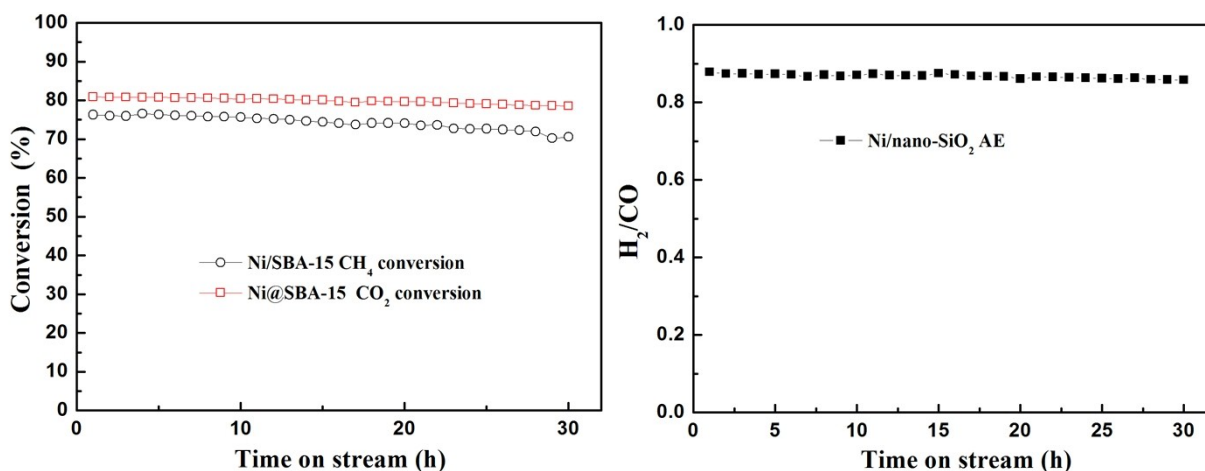 100
90
80
70
60
50
40
30
20
10
0
Conversion (%)
Ni/SBA-15 CH₄ conversion
Ni@SBA-15 CO₂ conversion
0 10 20 30
Time on stream (h)
1.0
0.8
0.6
0.4
0.2
0.0
H₂/CO
Ni/nano-SiO₂ AE
0 5 10 15 20 25 30
Time on stream (h)